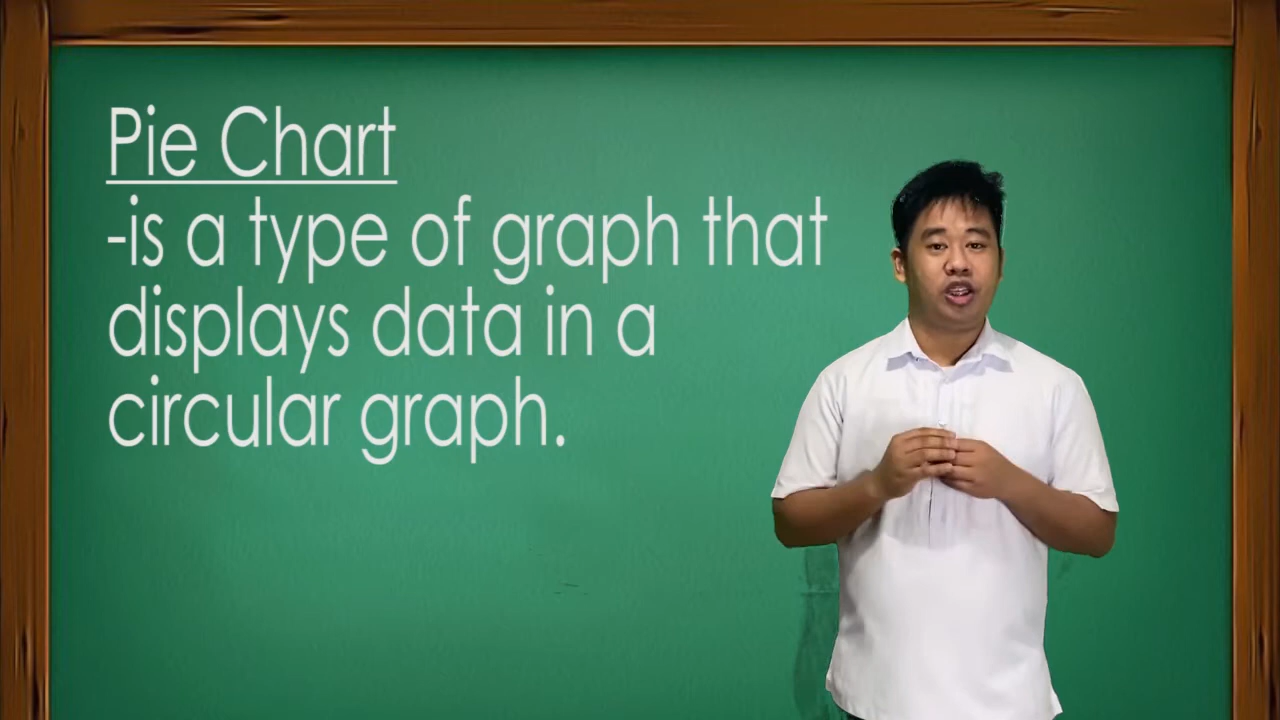 Pie Chart
-is a type of graph that
displays data in a
circular graph.